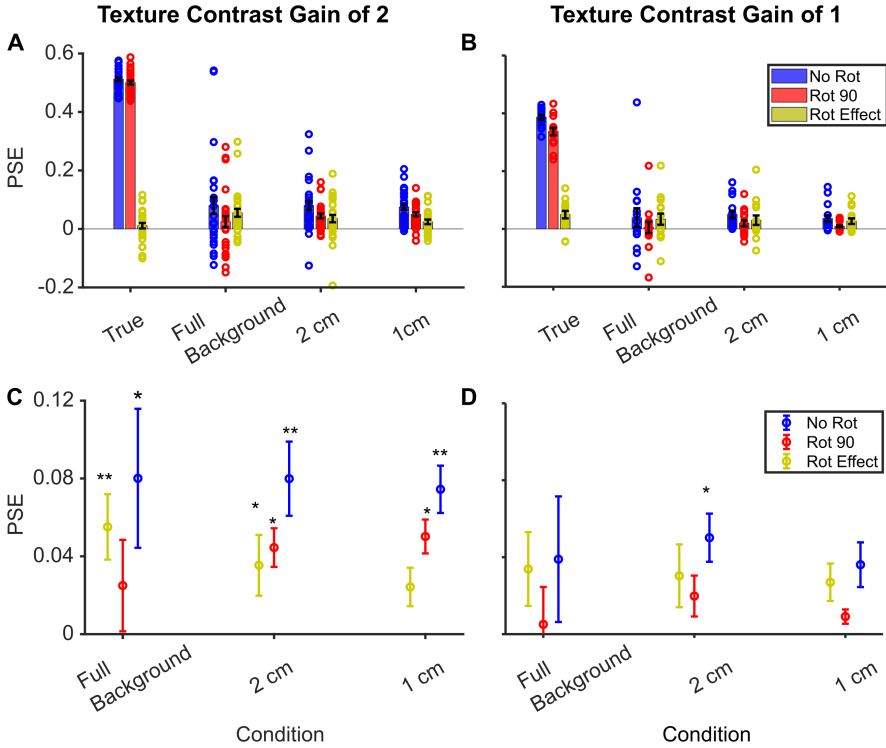 Texture Contrast Gain of 2
Texture Contrast Gain of 1
A
0.6
0.4
0.2
0
-0.2
PSE
True
Full
Background
2 cm
1cm
B
No Rot
Rot 90
Rot Effect
True
Full
Background
2 cm
1 cm
C
0.12
0.08
0.04
0
PSE
**
*
*
*
**
*
**
Full
Background
2 cm
1 cm
Condition
D
No Rot
Rot 90
Rot Effect
*
Full
Background
2 cm
1 cm
Condition